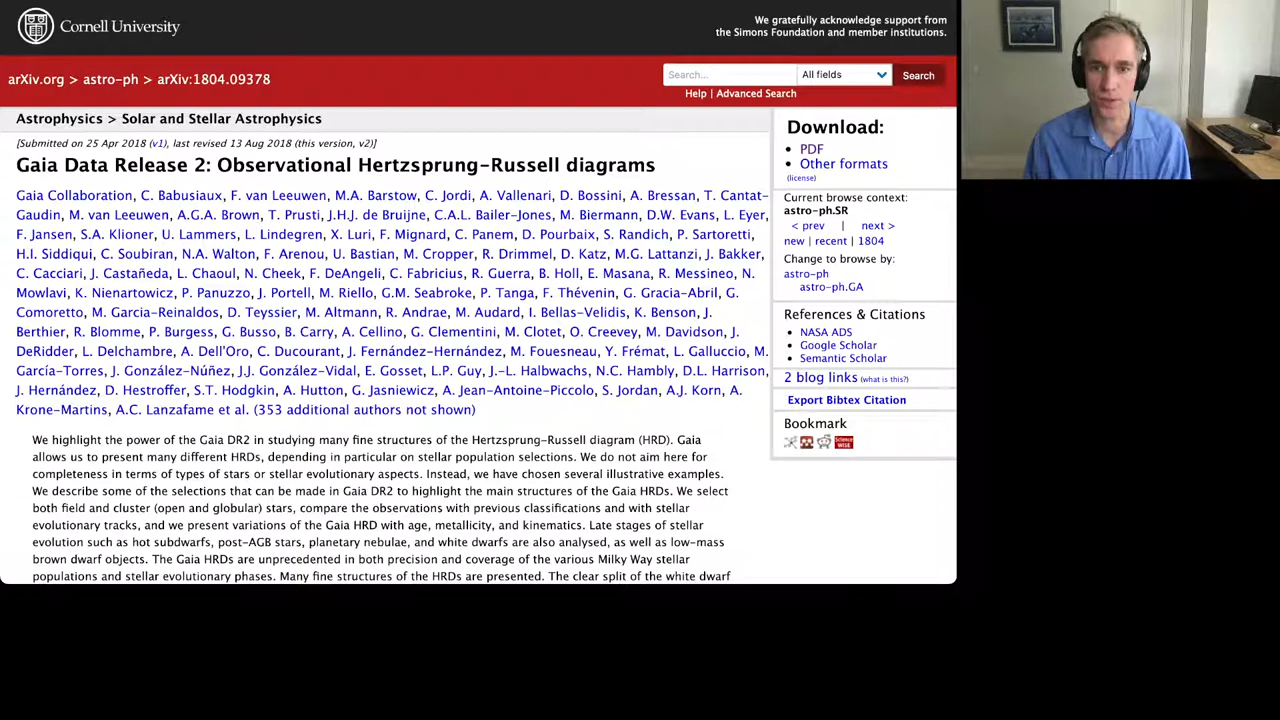 Cornell University
We gratefully acknowledge support from
the Simons Foundation and member institutions.
arXiv.org > astro-ph > arXiv:1804.09378
Search...
All fields
Search
Help | Advanced Search
Astrophysics > Solar and Stellar Astrophysics
[Submitted on 25 Apr 2018 (v1), last revised 13 Aug 2018 (this version, v2)]
Gaia Data Release 2: Observational Hertzsprung-Russell diagrams
Gaia Collaboration, C. Babusiaux, F. van Leeuwen, M.A. Barstow, C. Jordi, A. Vallenari, D. Bossini, A. Bressan, T. Cantat-
Gaudin, M. van Leeuwen, A.G.A. Brown, T. Prusti, J.H.J. de Bruijne, C.A.L. Bailer-Jones, M. Biermann, D.W. Evans, L. Eyer,
F. Jansen, S.A. Klioner, U. Lammers, L. Lindegren, X. Luri, F. Mignard, C. Panem, D. Pourbaix, S. Randich, P. Sartoretti,
H.I. Siddiqui, C. Soubiran, N.A. Walton, F. Arenou, U. Bastian, M. Cropper, R. Drimmel, D. Katz, M.G. Lattanzi, J. Bakker,
C. Cacciari, J. Castañeda, L. Chaoul, N. Cheek, F. DeAngeli, C. Fabricius, R. Guerra, B. Holl, E. Masana, R. Messineo, N.
Mowlavi, K. Nienartowicz, P. Panuzzo, J. Portell, M. Riello, G.M. Seabroke, P. Tanga, F. Thévenin, G. Gracia-Abril, G.
Comoretto, M. Garcia-Reinaldos, D. Teyssier, M. Altmann, R. Andrae, M. Audard, I. Bellas-Velidis, K. Benson, J.
Berthier, R. Blomme, P. Burgess, G. Busso, B. Carry, A. Cellino, G. Clementini, M. Clotet, O. Creevey, M. Davidson, J.
DeRidder, L. Delchambre, A. Dell'Oro, C. Ducourant, J. Fernández-Hernández, M. Fouesneau, Y. Frémat, L. Galluccio, M.
García-Torres, J. González-Núñez, J.J. González-Vidal, E. Gosset, L.P. Guy, J.-L. Halbwachs, N.C. Hambly, D.L. Harrison,
J. Hernández, D. Hestroffer, S.T. Hodgkin, A. Hutton, G. Jasniewicz, A. Jean-Antoine-Piccolo, S. Jordan, A.J. Korn, A.
Krone-Martins, A.C. Lanzafame et al. (353 additional authors not shown)
We highlight the power of the Gaia DR2 in studying many fine structures of the Hertzsprung-Russell diagram (HRD). Gaia
allows us to present many different HRDs, depending in particular on stellar population selections. We do not aim here for
completeness in terms of types of stars or stellar evolutionary aspects. Instead, we have chosen several illustrative examples.
We describe some of the selections that can be made in Gaia DR2 to highlight the main structures of the Gaia HRDs. We select
both field and cluster (open and globular) stars, compare the observations with previous classifications and with stellar
evolutionary tracks, and we present variations of the Gaia HRD with age, metallicity, and kinematics. Late stages of stellar
evolution such as hot subdwarfs, post-AGB stars, planetary nebulae, and white dwarfs are also analysed, as well as low-mass
brown dwarf objects. The Gaia HRDs are unprecedented in both precision and coverage of the various Milky Way stellar
populations and stellar evolutionary phases. Many fine structures of the HRDs are presented. The clear split of the white dwarf
Download:
PDF
Other formats
(license)
Current browse context:
astro-ph.SR
< prev | next >
new | recent | 1804
Change to browse by:
astro-ph
astro-ph.GA
References & Citations
NASA ADS
Google Scholar
Semantic Scholar
2 blog links (what is this?)
Export Bibtex Citation
Bookmark